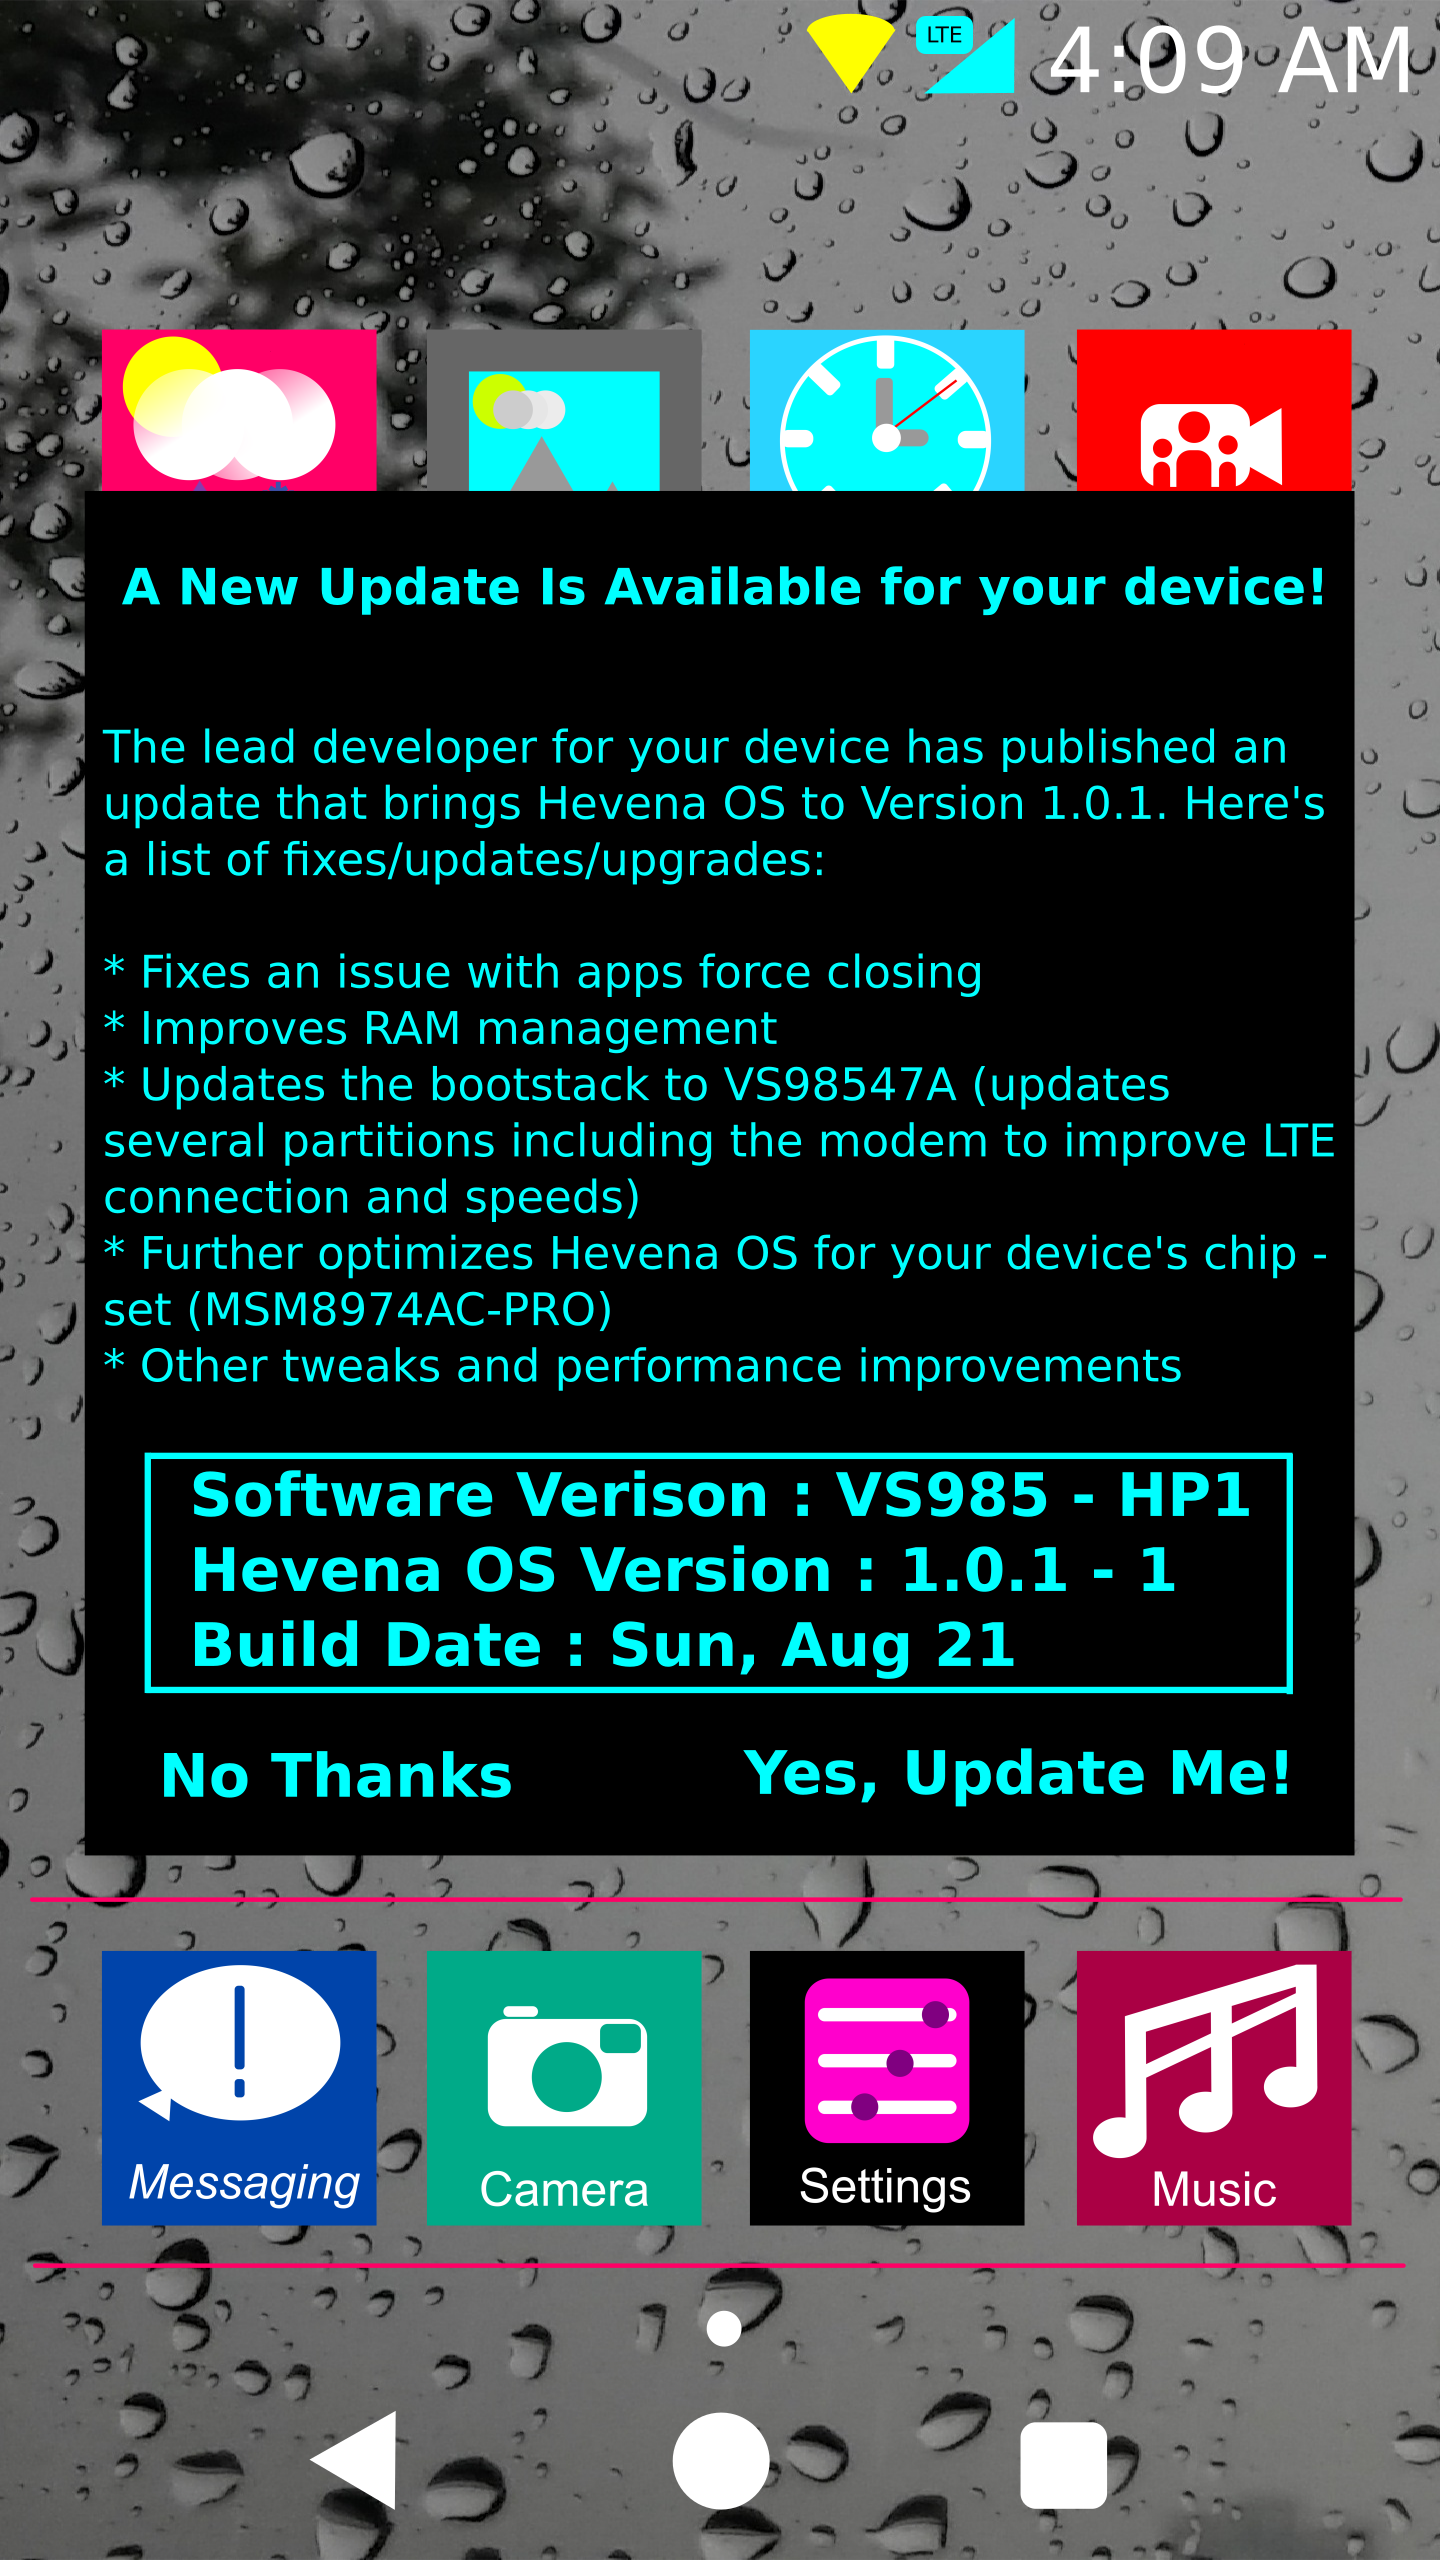 LTE 4:09 AM
A New Update Is Available for your device!
The lead developer for your device has published an
update that brings Hevena OS to Version 1.0.1. Here's
a list of fixes/updates/upgrades:
* Fixes an issue with apps force closing
* Improves RAM management
* Updates the bootstack to VS98547A (updates
several partitions including the modem to improve LTE
connection and speeds)
* Further optimizes Hevena OS for your device's chip -
set (MSM8974AC-PRO)
* Other tweaks and performance improvements
Software Verison : VS985 - HP1
Hevena OS Version : 1.0.1 - 1
Build Date : Sun, Aug 21
No Thanks Yes, Update Me!
Messaging Camera Settings Music